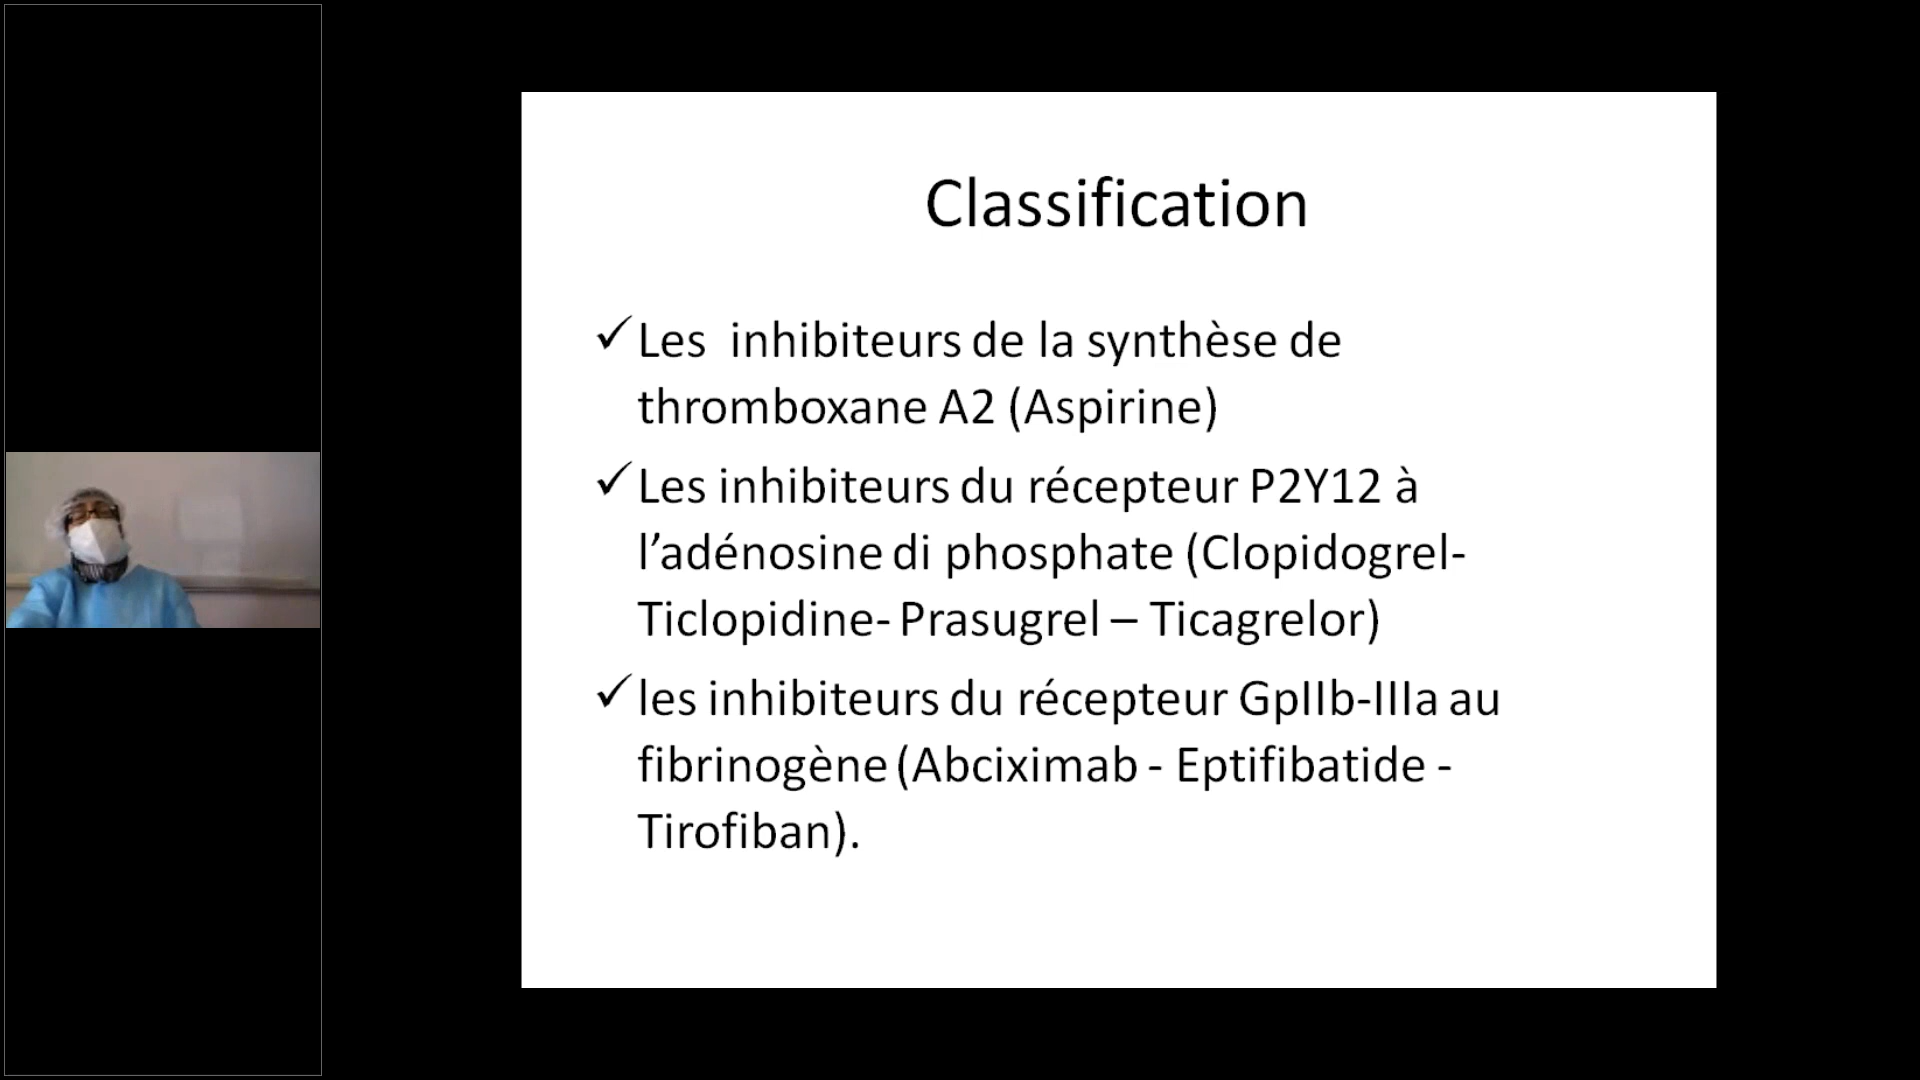 Classification
✓Les  inhibiteurs de la synthèse de
thromboxane A2 (Aspirine)
✓Les inhibiteurs du récepteur P2Y12 à
l’adénosine di phosphate (Clopidogrel-
Ticlopidine- Prasugrel – Ticagrelor)
✓les inhibiteurs du récepteur GpIIb-IIIa au
fibrinogène (Abciximab - Eptifibatide -
Tirofiban).